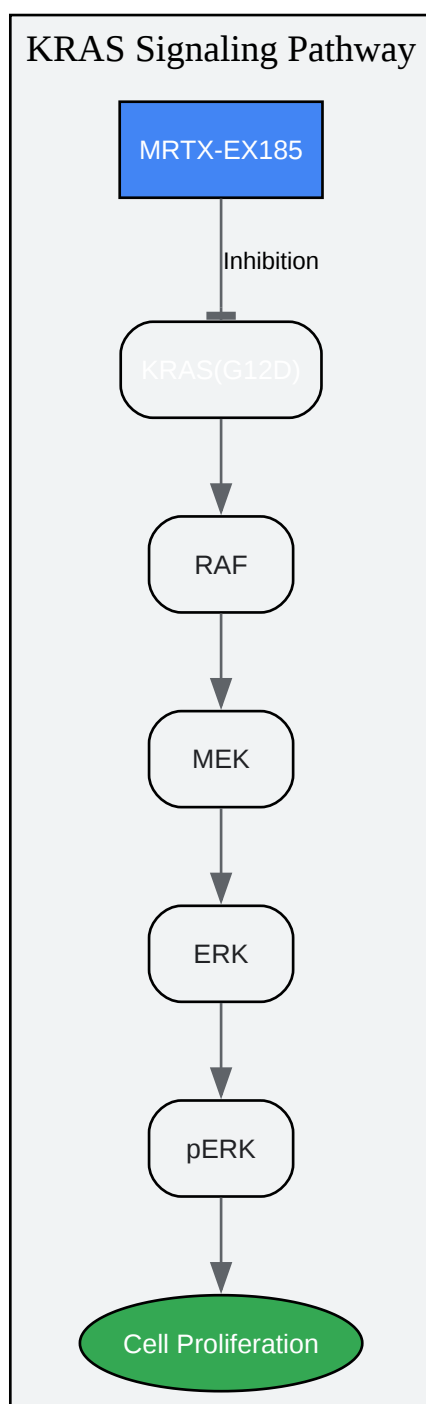 KRAS Signaling Pathway
MRTX-EX185
Inhibition
KRAS(G12D)
RAF
MEK
ERK
pERK
Cell Proliferation